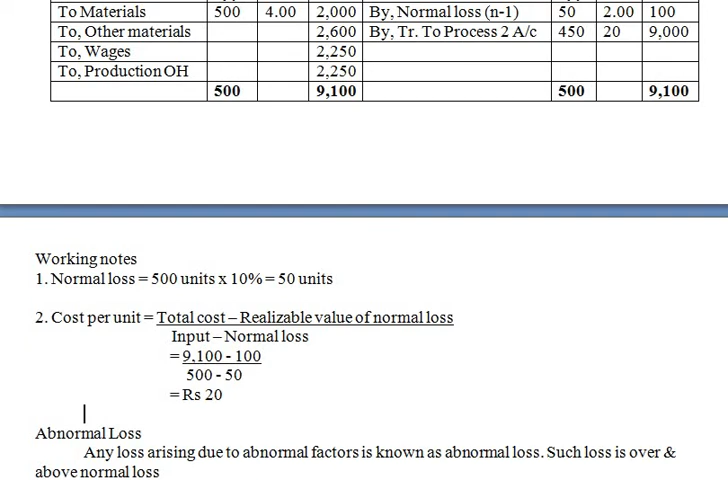 To Materials 500 4.00 2,000 By, Normal loss (n-1) 50 2.00 100
To, Other materials 2,600 By, Tr. To Process 2 A/c 450 20 9,000
To, Wages 2,250
To, Production OH 2,250
500 9,100 500 9,100
Working notes
1. Normal loss = 500 units x 10% = 50 units
2. Cost per unit = Total cost – Realizable value of normal loss
Input – Normal loss
= 9,100 - 100
500 - 50
= Rs 20
Abnormal Loss
Any loss arising due to abnormal factors is known as abnormal loss. Such loss is over &
above normal loss